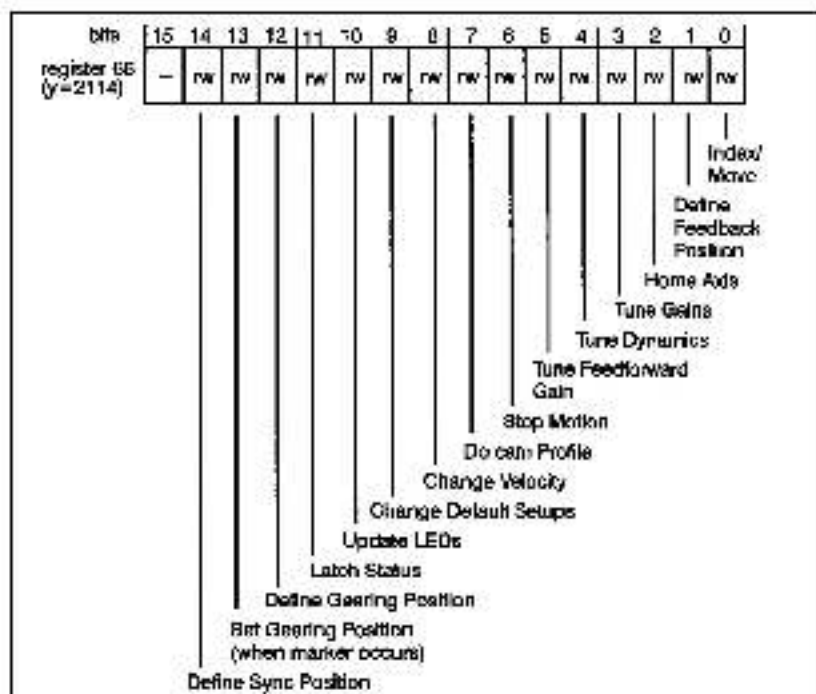 bits 15 14 13 12 11 10 9 8 7 6 5 4 3 2 1 0
register 66 – rw rw rw rw rw rw rw rw rw rw rw rw rw rw rw
(y=2114)
Index/
Move
Define
Feedback
Position
Home Axis
Tune Gains
Tune Dynamics
Tune Feedforward
Gain
Stop Motion
Do cam Profile
Change Velocity
Change Default Setups
Update LEDs
Latch Status
Define Gearing Position
Set Gearing Position
(when marker occurs)
Define Sync Position